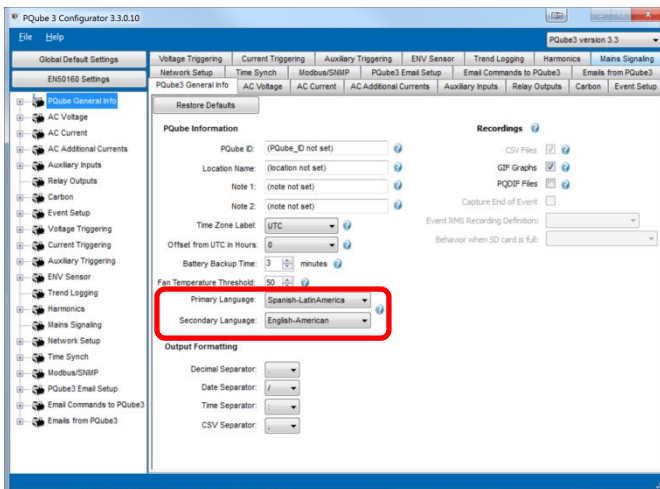 PQube 3 Configurator 3.3.0.10
File Help
PQube3 version 3.3
Global Default Settings
EN50160 Settings
PQube General Info
AC Voltage
AC Current
AC Additional Currents
Auxiliary Inputs
Relay Outputs
Carbon
Event Setup
Voltage Triggering
Current Triggering
Auxiliary Triggering
ENV Sensor
Trend Logging
Harmonics
Mains Signaling
Network Setup
Time Synch
Modbus/SNMP
PQube3 Email Setup
Email Commands to PQube3
Emails from PQube3
Voltage Triggering Current Triggering Auxiliary Triggering ENV Sensor Trend Logging Harmonics Mains Signaling
Network Setup Time Synch Modbus/SNMP PQube3 Email Setup Email Commands to PQube3 Emails from PQube3
PQube3 General Info AC Voltage AC Current AC Additional Currents Auxiliary Inputs Relay Outputs Carbon Event Setup
Restore Defaults
PQube Information
PQube ID: (PQube_ID not set)
Location Name: (location not set)
Note 1: (note not set)
Note 2: (note not set)
Time Zone Label: UTC
Offset from UTC in Hours: 0
Battery Backup Time: 3 minutes
Fan Temperature Threshold: 50
Primary Language: Spanish-LatinAmerica
Secondary Language: English-American
Output Formatting
Decimal Separator: .
Date Separator: /
Time Separator: :
CSV Separator: ,
Recordings
CSV Files
GIF Graphs
PQDIF Files
Capture End of Event
Event RMS Recording Definition:
Behavior when SD card is full: